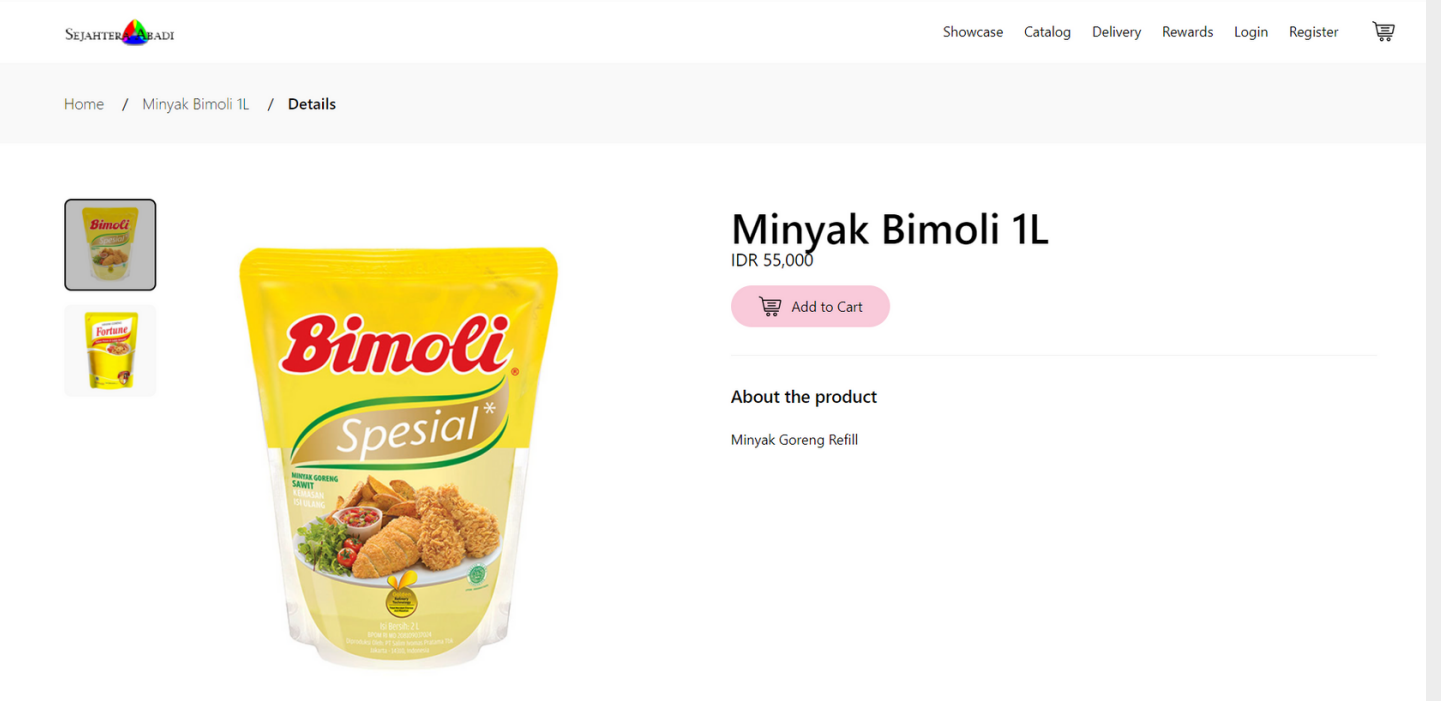 SEJAHTERA ABADI
Showcase Catalog Delivery Rewards Login Register
Home / Minyak Bimoli 1L / Details
Bimoli
Spesial
Fortune
Bimoli®
Spesial*
MINYAK GORENG
SAWIT
KEMASAN
ISI ULANG
Isi Bersih: 2 L
Minyak Bimoli 1L
IDR 55,000
Add to Cart
About the product
Minyak Goreng Refill